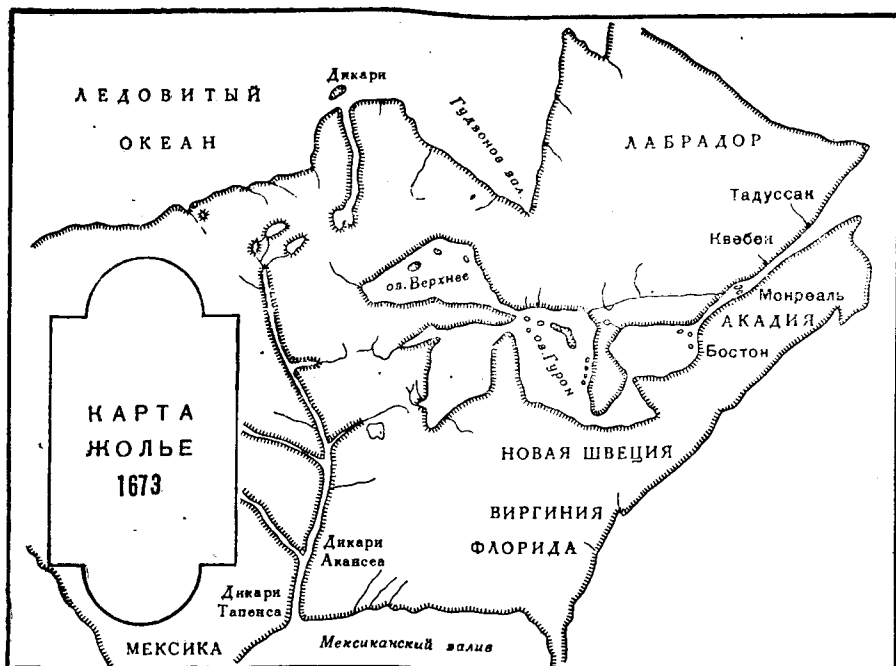 ЛЕДОВИТЫЙ
ОКЕАН
Дикари
Гудзонов зал.
ЛАБРАДОР
Тадуссак
Квебек
Монреаль
АКАДИЯ
Бостон
оз. Верхнее
оз. Гурон
КАРТА
ЖОЛЬЕ
1673
НОВАЯ ШВЕЦИЯ
ВИРГИНИЯ
ФЛОРИДА
Дикари
Акансеа
Дикари
Тапенса
МЕКСИКА
Мексиканский залив